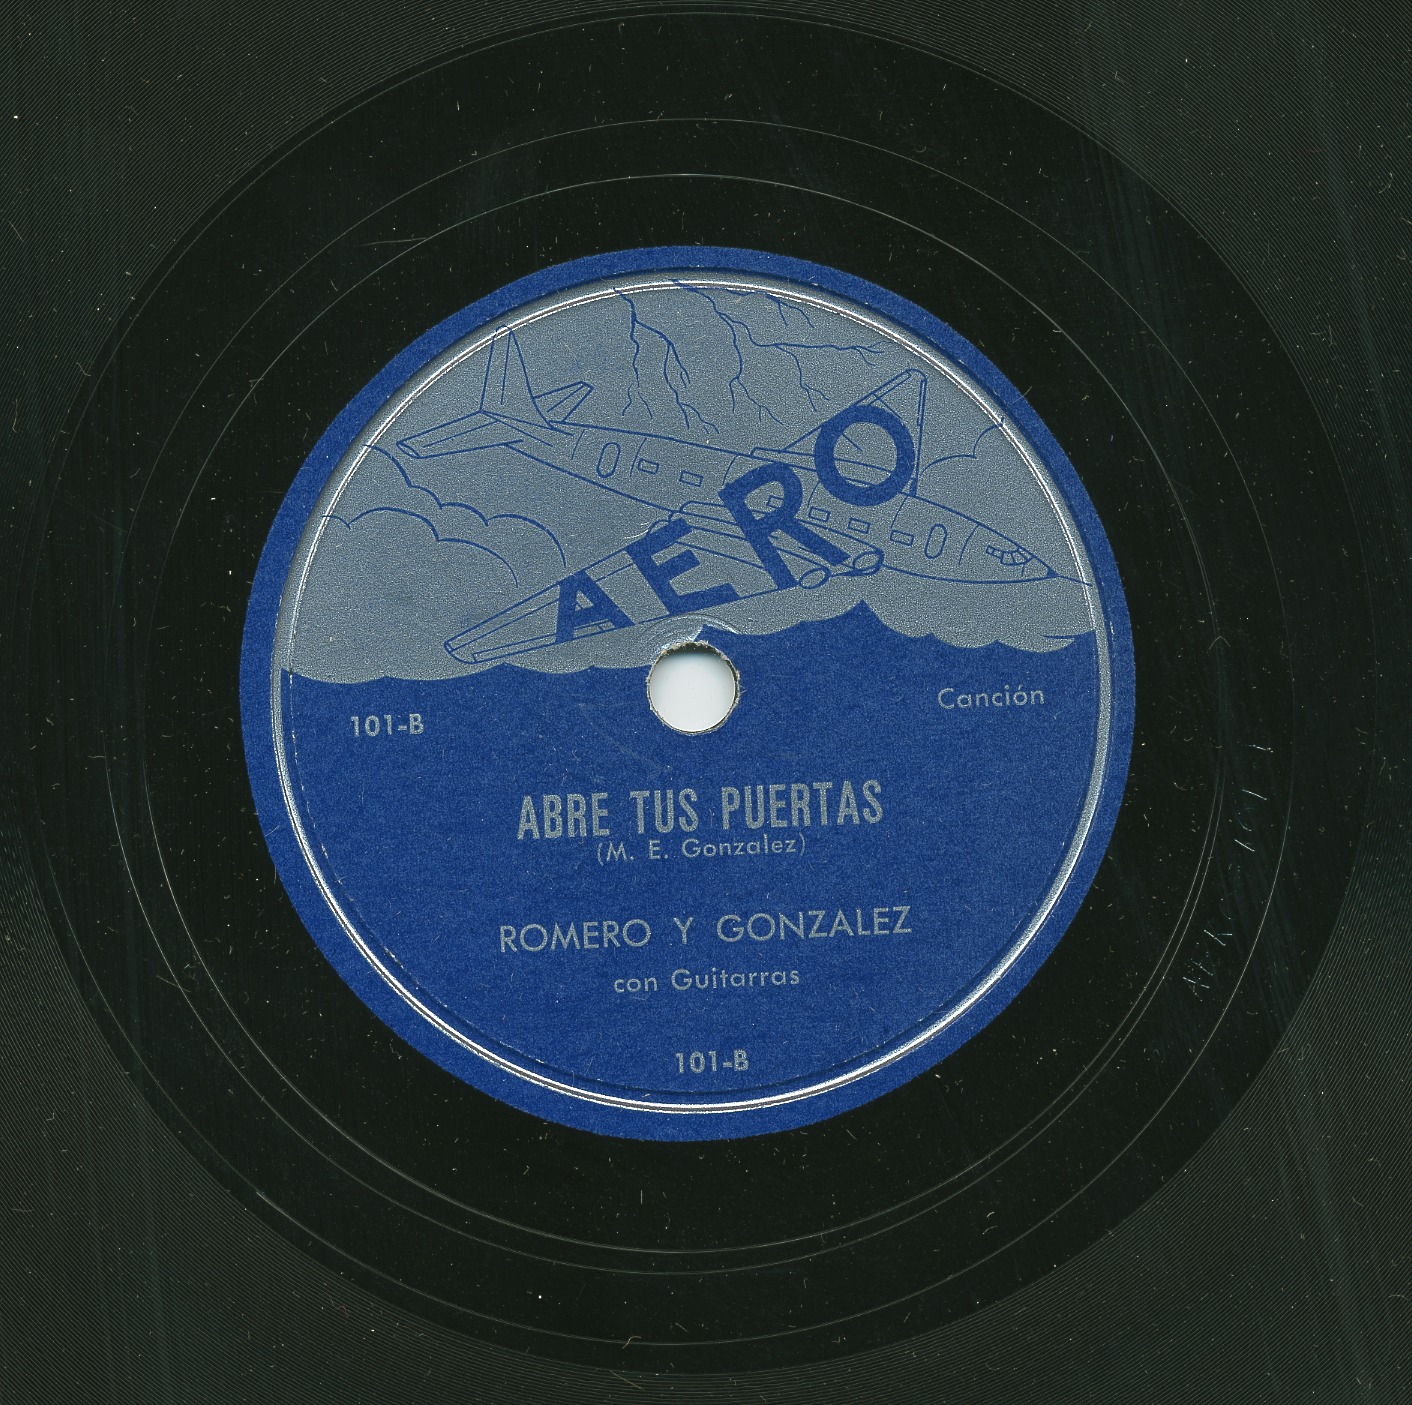 AERO
101-B
Canción
ABRE TUS PUERTAS
(M. E. Gonzalez)
ROMERO Y GONZALEZ
con Guitarras
101-B